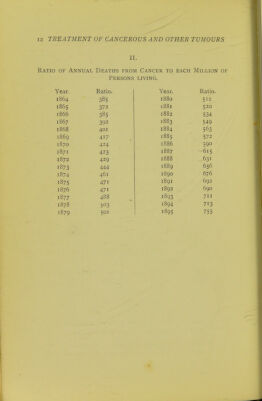 12 TREATMENT OF CANCEROUS AND OTHER TUMOURS
II.
Ratio of Annual Deaths from Cancer to each Million of
Persons living.
Year. Ratio. Year. Ratio.
1864 385 1880 512
1865 372 1881 520
1866 385 1882 534
1867 392 1883 549
1868 401 1884 563
1869 417 1885 572
1870 424 1886 590
1871 423 1887 615
1872 429 1888 631
1873 444 1889 656
1874 461 1890 676
1875 471 1891 692
1876 471 1892 690
1877 488 1893 711
1878 503 1894 713
1879 502 1895 755